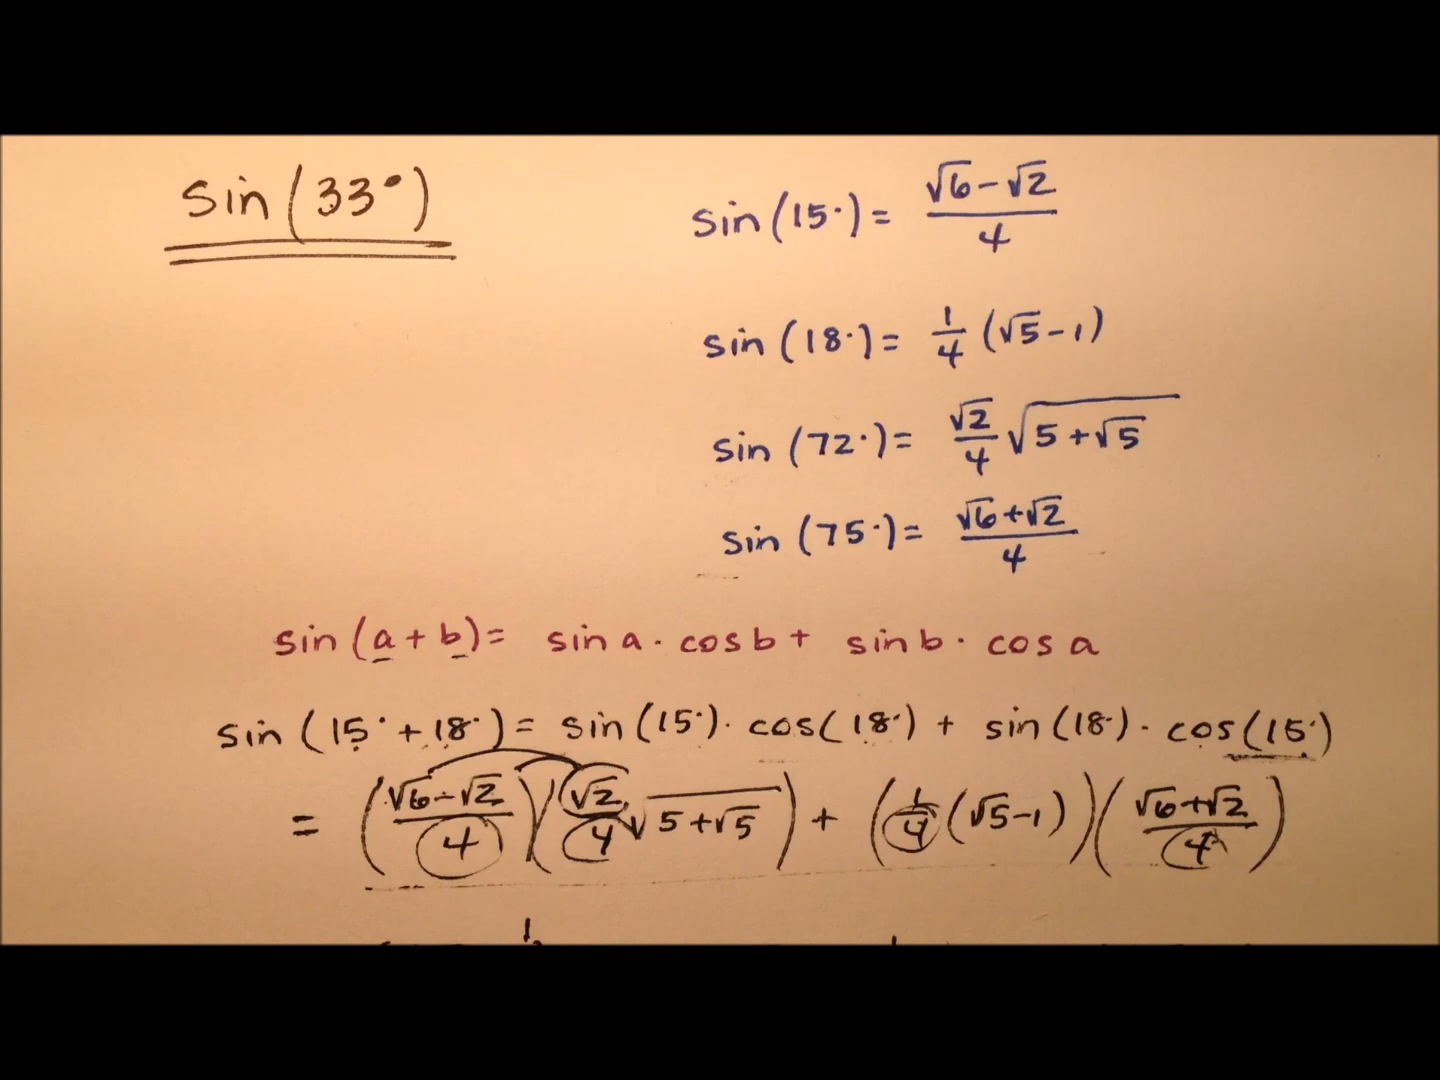 sin(33°)
sin(15°) = (√6-√2)/4
sin(18°) = 1/4 (√5-1)
sin(72°) = √2/4 √(5+√5)
sin(75°) = (√6+√2)/4
sin(a+b) = sin a · cos b + sin b · cos a
sin(15°+18°) = sin(15°) · cos(18°) + sin(18°) · cos(15°)
= ((√6-√2)/4)(√2/4 √(5+√5)) + (1/4 (√5-1))((√6+√2)/4)